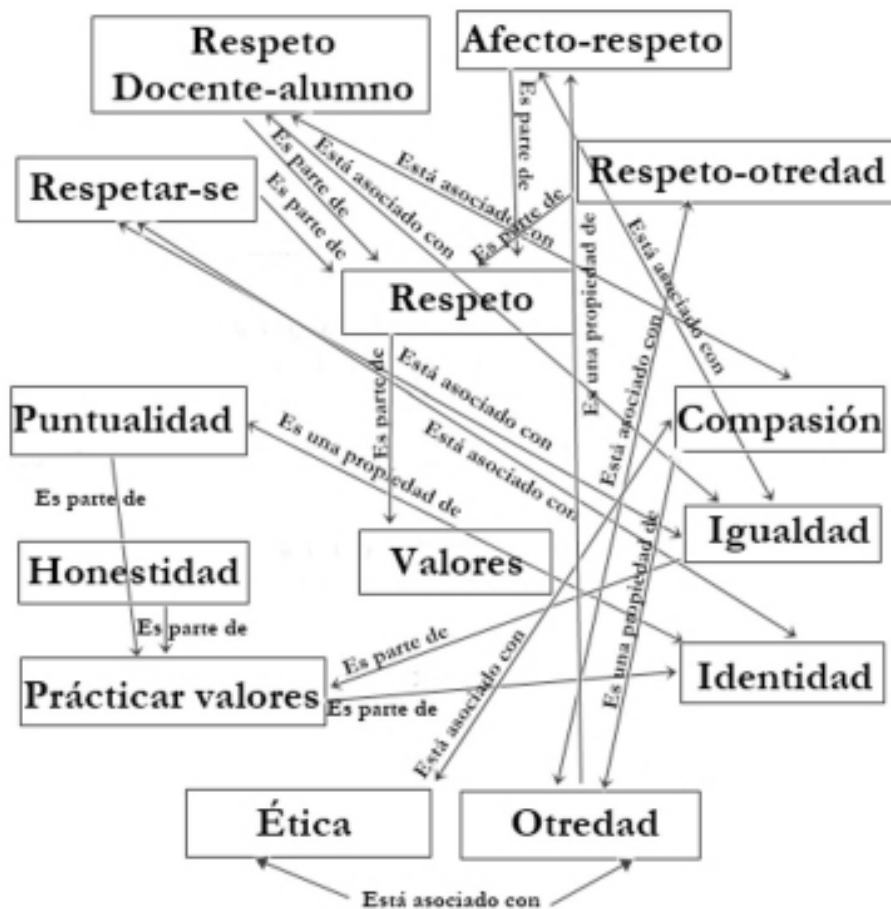 Respeto
Docente-alumno
Afecto-respeto
Es parte de
Es parte de
Está asociado con
Está asociado con
Respetar-se
Respeto-otredad
Es parte de
Es parte de
Está asociado con
Respeto
Es una propiedad de
Está asociado con
Es parte de
Está asociado con
Puntualidad
Es una propiedad de
Está asociado con
Compasión
Es parte de
Igualdad
Honestidad
Valores
Es una propiedad de
Es parte de
Es parte de
Prácticar valores
Es parte de
Identidad
Está asociado con
Ética
Otredad
Está asociado con